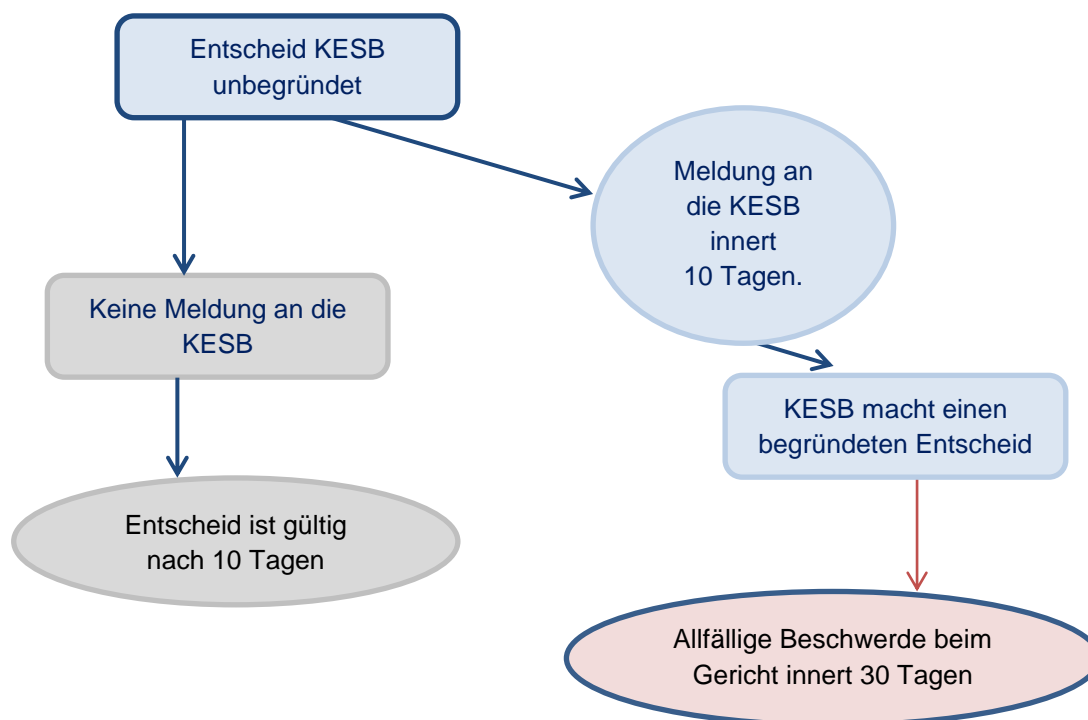 Entscheid KESB
unbegründet
Meldung an
die KESB
innert
10 Tagen.
Keine Meldung an die
KESB
KESB macht einen
begründeten Entscheid
Entscheid ist gültig
nach 10 Tagen
Allfällige Beschwerde beim
Gericht innert 30 Tagen